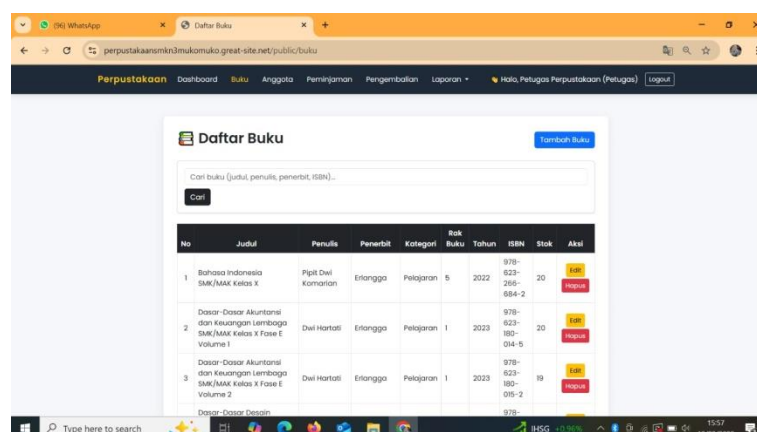 (96) WhatsApp
Daftar Buku
perpustakaansmkn3mukomuko.great-site.net/public/buku
Perpustakaan Dashboard Buku Anggota Peminjaman Pengembalian Laporan Halo, Petugas Perpustakaan (Petugas) Logout
Daftar Buku
Tambah Buku
Cari buku (judul, penulis, penerbit, ISBN)...
Cari
No Judul Penulis Penerbit Kategori Rak Buku Tahun ISBN Stok Aksi
1 Bahasa Indonesia SMK/MAK Kelas X Pipit Dwi Komarian Erlangga Pelajaran 5 2022 978-623-266-684-2 20 Edit Hapus
2 Dasar-Dasar Akuntansi dan Keuangan Lembaga SMK/MAK Kelas X Fase E Volume 1 Dwi Hartati Erlangga Pelajaran 1 2023 978-623-180-014-5 20 Edit Hapus
3 Dasar-Dasar Akuntansi dan Keuangan Lembaga SMK/MAK Kelas X Fase E Volume 2 Dwi Hartati Erlangga Pelajaran 1 2023 978-623-180-015-2 19 Edit Hapus
Dasar-Dasar Desain 978-
Type here to search
IHSG +0,96%
15:57